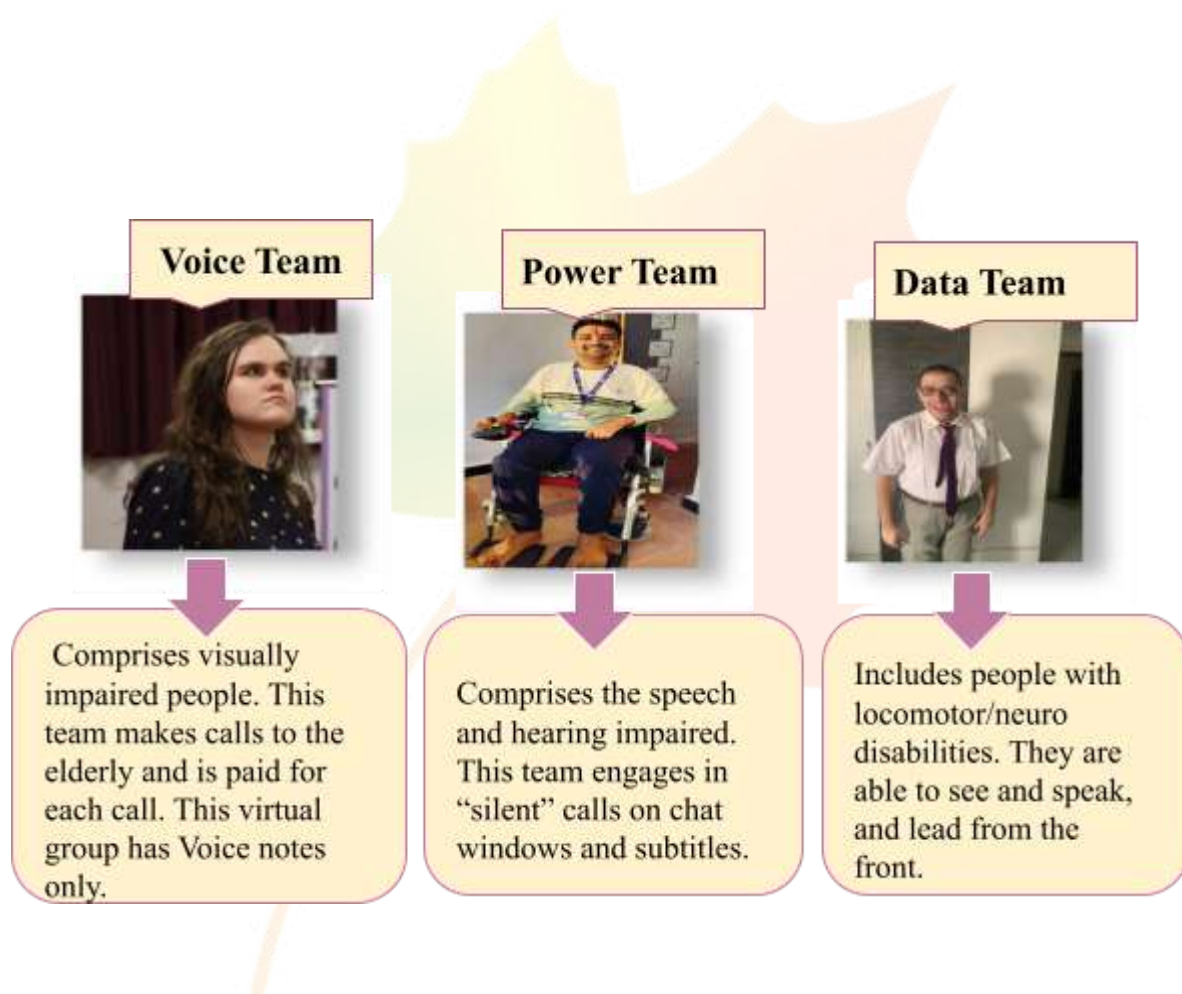 Voice Team
Power Team
Data Team
Comprises visually
impaired people. This
team makes calls to the
elderly and is paid for
each call. This virtual
group has Voice notes
only.
Comprises the speech
and hearing impaired.
This team engages in
“silent” calls on chat
windows and subtitles.
Includes people with
locomotor/neuro
disabilities. They are
able to see and speak,
and lead from the
front.